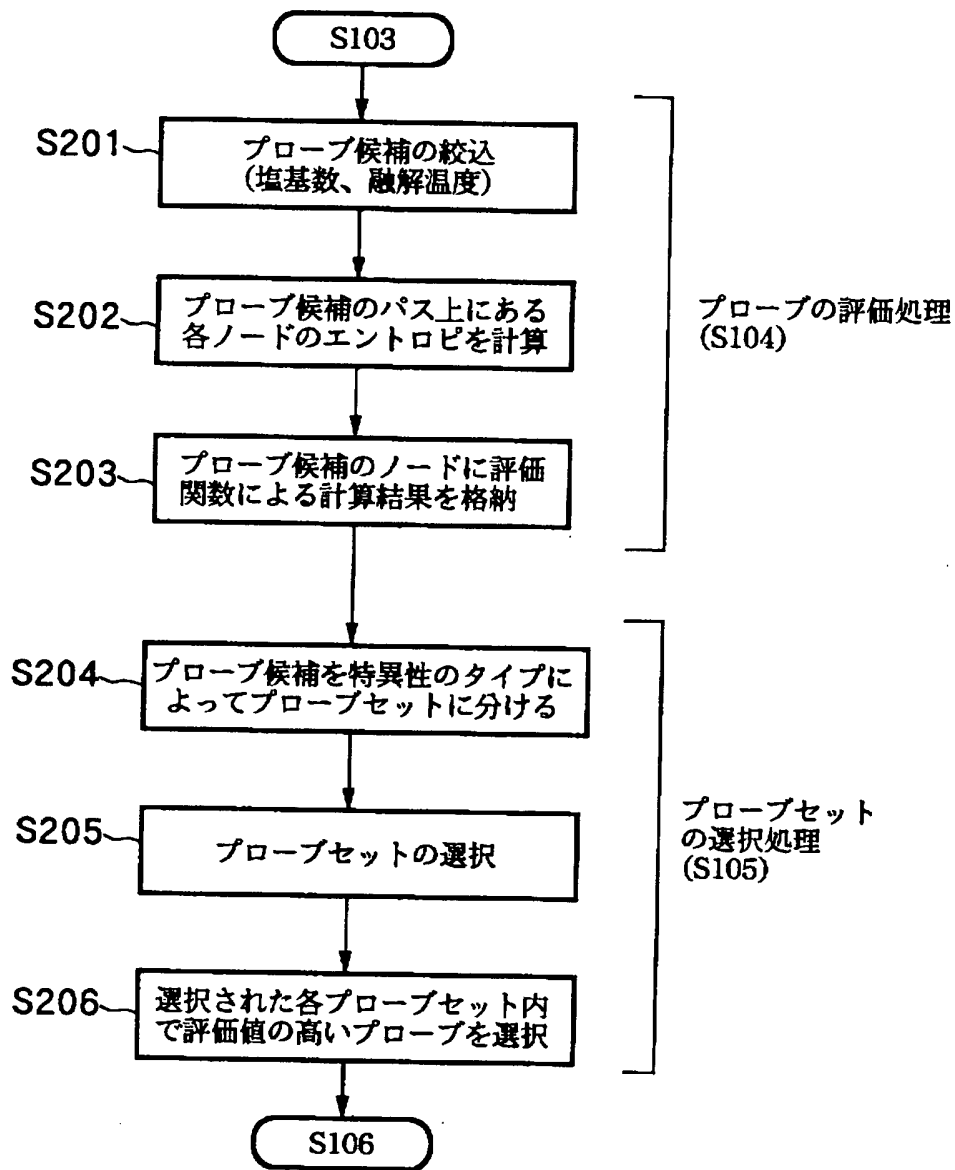 S103
S201
プローブ候補の絞込
(塩基数、融解温度)
S202
プローブ候補のパス上にある
各ノードのエントロピを計算
S203
プローブ候補のノードに評価
関数による計算結果を格納
プローブの評価処理
(S104)
S204
プローブ候補を特異性のタイプに
よってプローブセットに分ける
S205
プローブセットの選択
S206
選択された各プローブセット内
で評価値の高いプローブを選択
プローブセット
の選択処理
(S105)
S106